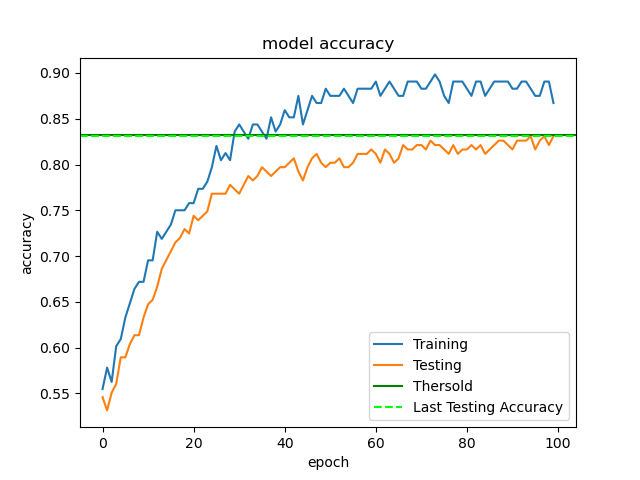 model accuracy
accuracy
0.90
0.85
0.80
0.75
0.70
0.65
0.60
0.55
Training
Testing
Thersold
Last Testing Accuracy
0 20 40 60 80 100
epoch